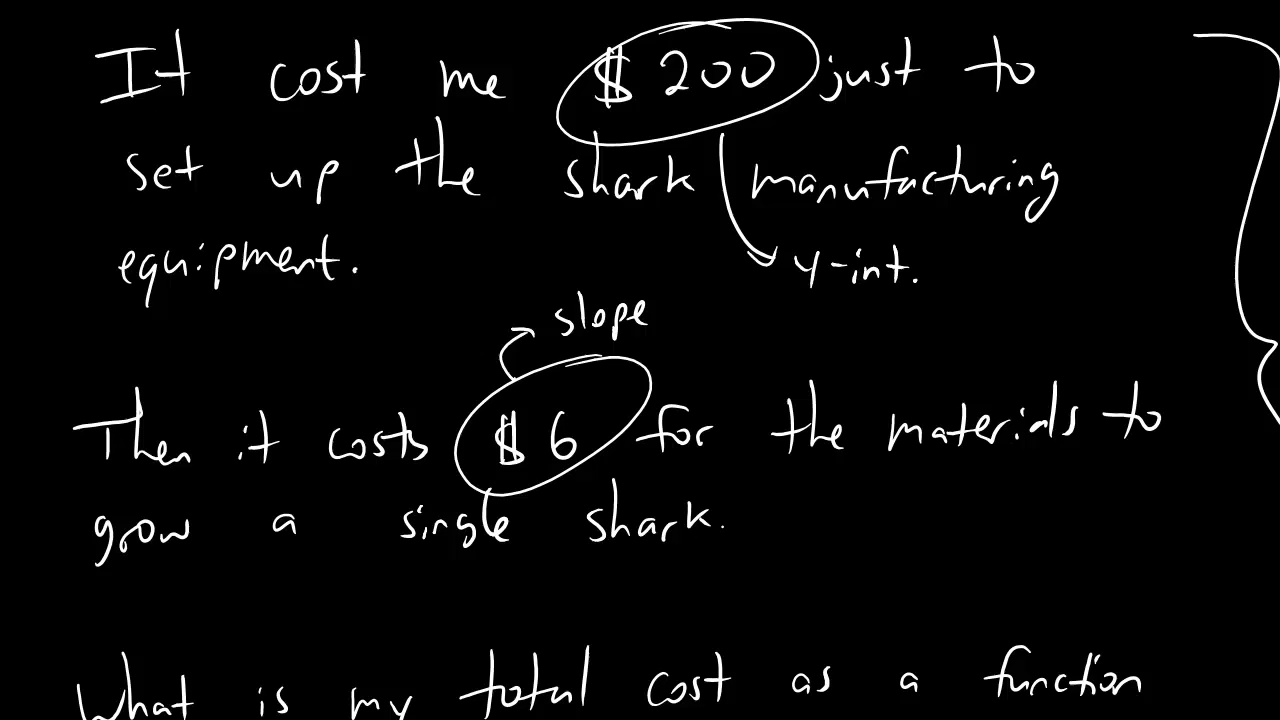 It cost me $200 just to
set up the shark manufacturing
equipment.
y-int.
slope
Then it costs $6 for the materials to
grow a single shark.
What is my total cost as a function